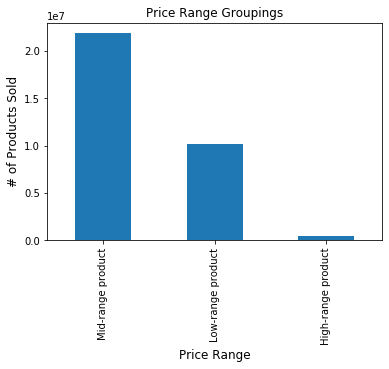 Price Range Groupings
1e7
2.0
1.5
1.0
0.5
0.0
# of Products Sold
Mid-range product
Low-range product
High-range product
Price Range